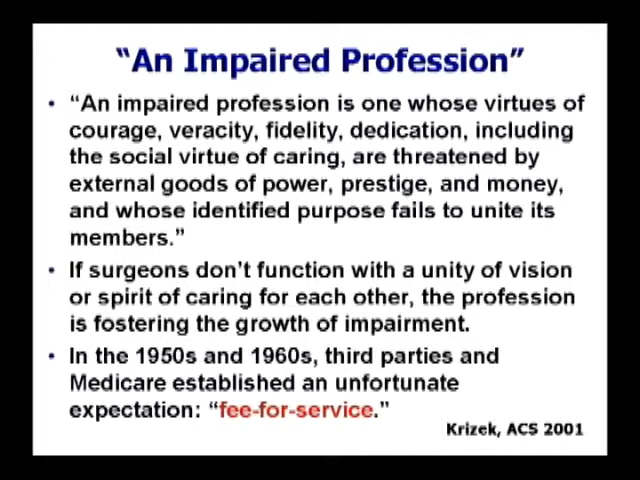 “An Impaired Profession”
• “An impaired profession is one whose virtues of
courage, veracity, fidelity, dedication, including
the social virtue of caring, are threatened by
external goods of power, prestige, and money,
and whose identified purpose fails to unite its
members.”
• If surgeons don’t function with a unity of vision
or spirit of caring for each other, the profession
is fostering the growth of impairment.
• In the 1950s and 1960s, third parties and
Medicare established an unfortunate
expectation: “fee-for-service.”
Krizek, ACS 2001